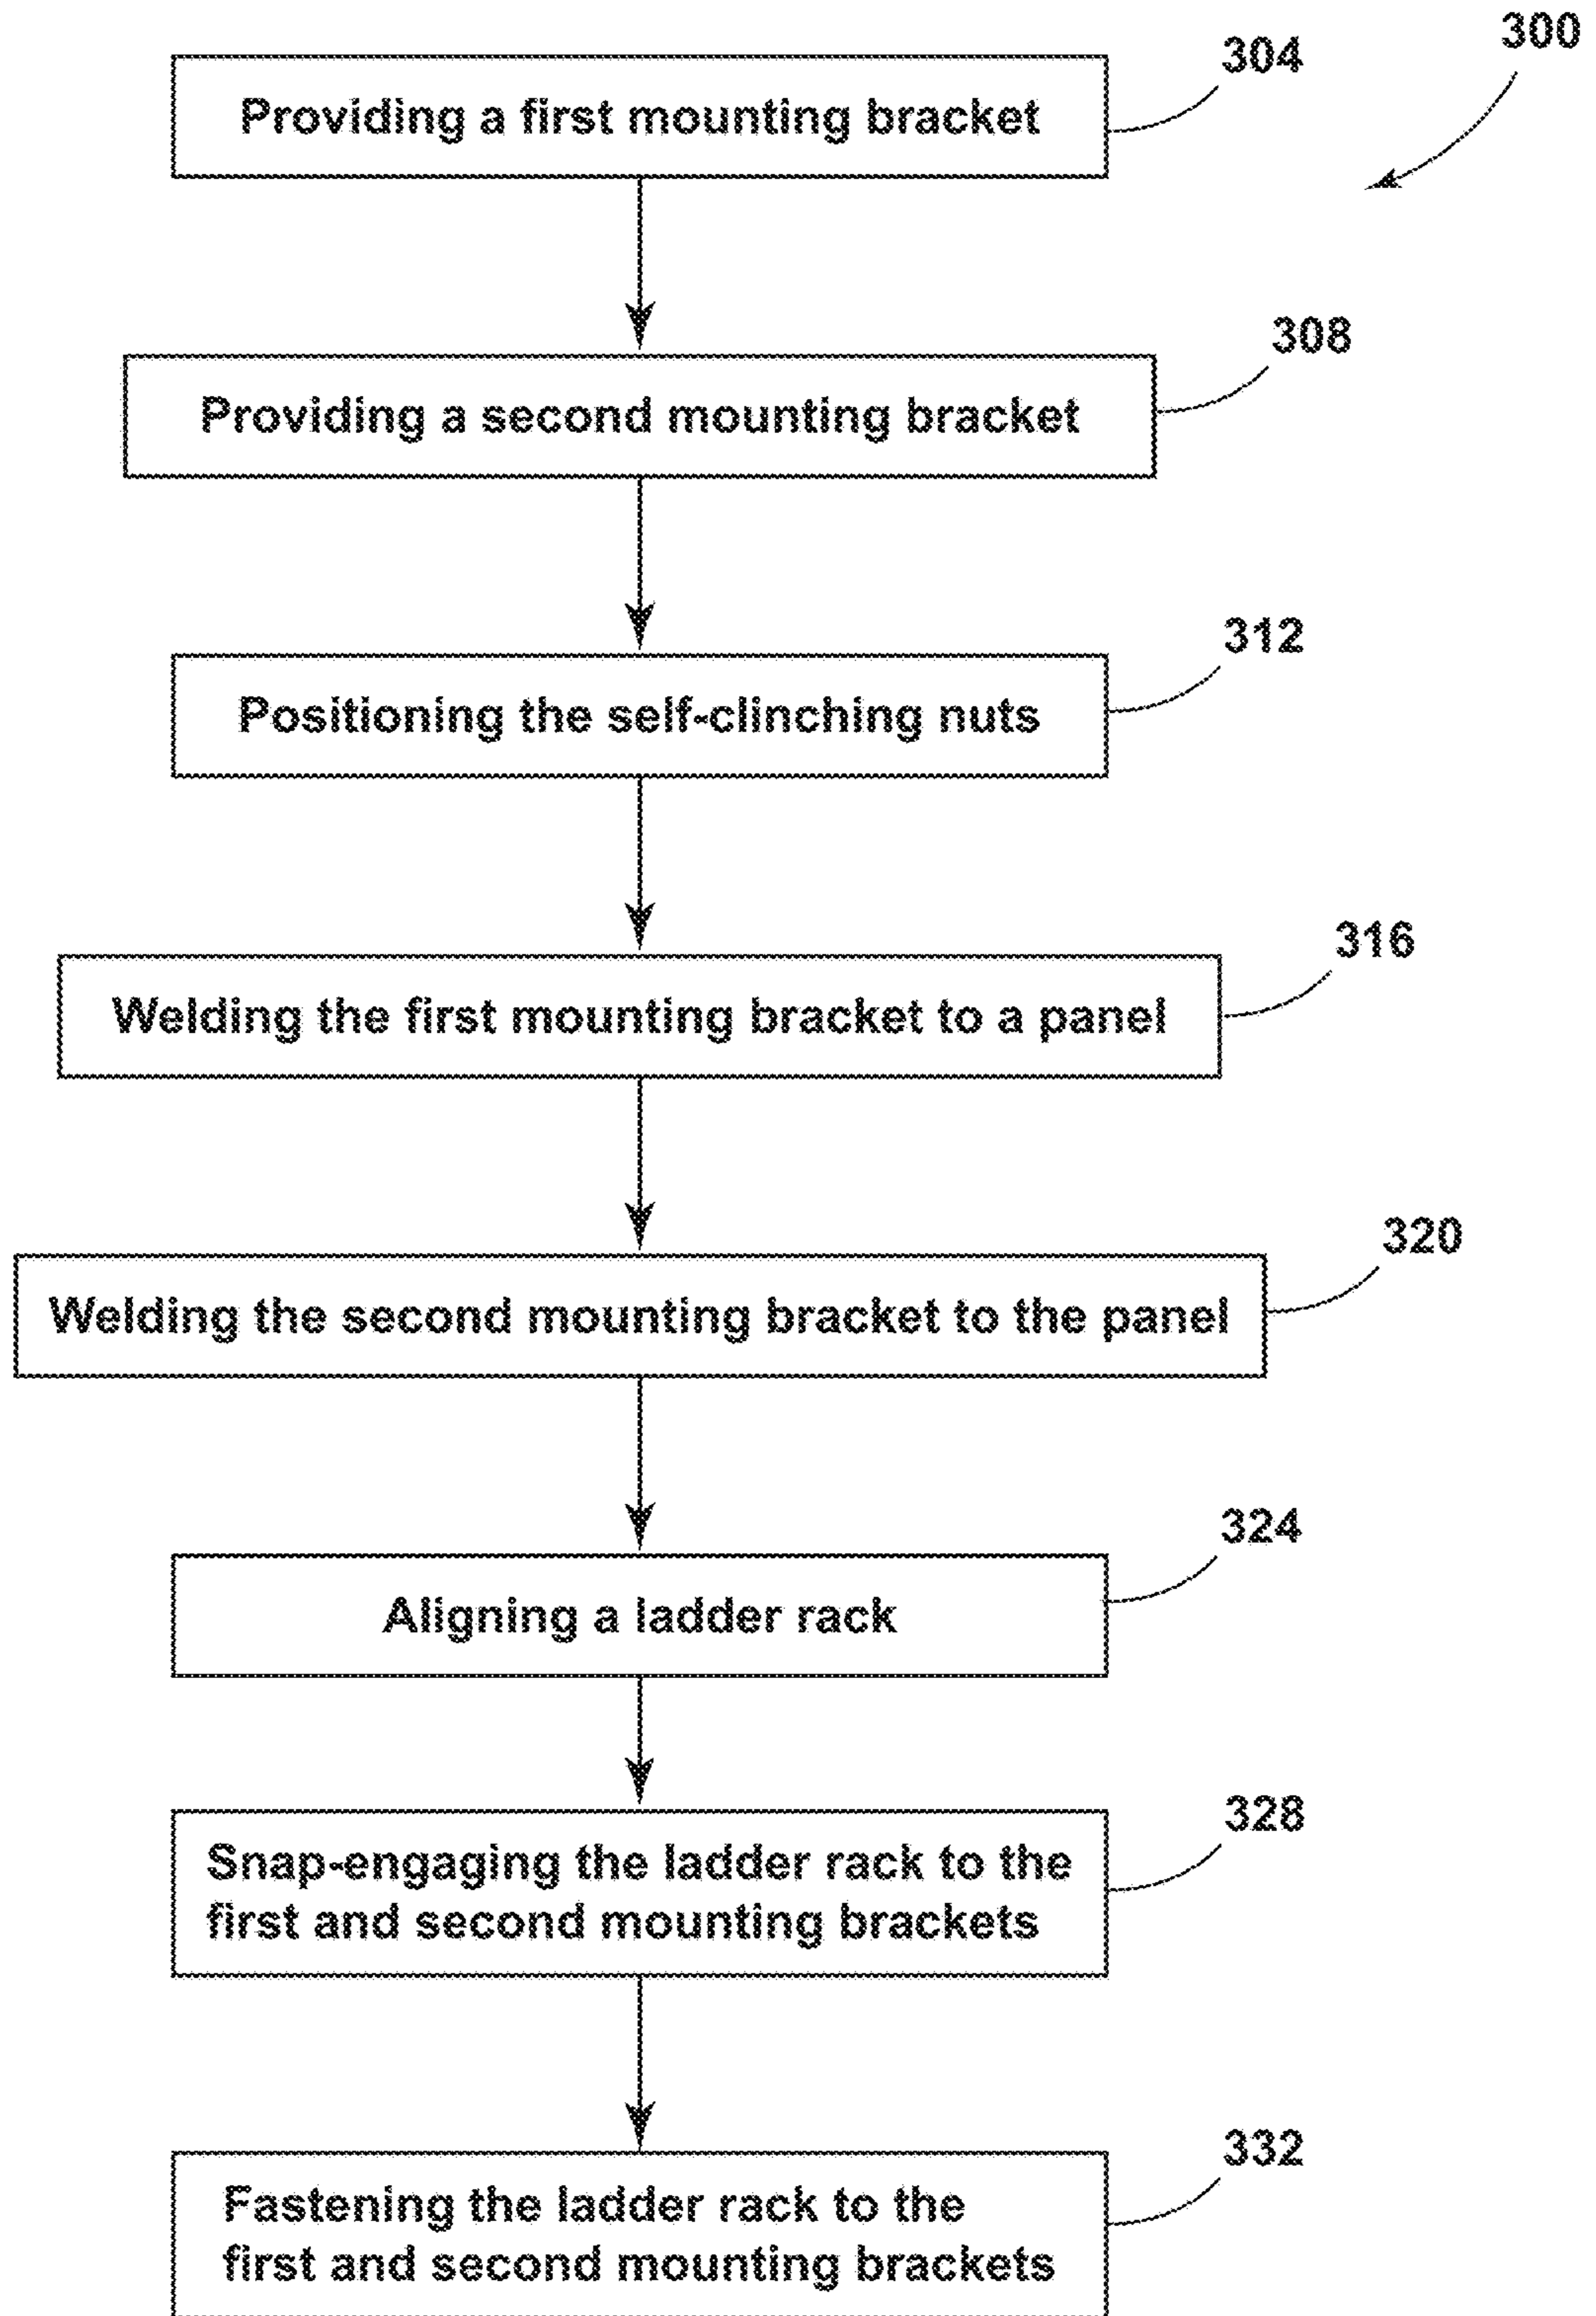 300
304
Providing a first mounting bracket
308
Providing a second mounting bracket
312
Positioning the self-clinching nuts
316
Welding the first mounting bracket to a panel
320
Welding the second mounting bracket to the panel
324
Aligning a ladder rack
328
Snap-engaging the ladder rack to the
first and second mounting brackets
332
Fastening the ladder rack to the
first and second mounting brackets